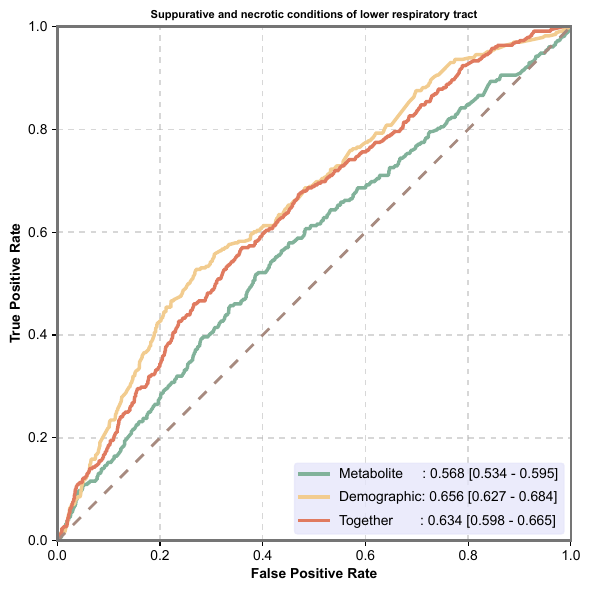 Suppurative and necrotic conditions of lower respiratory tract
1.0
0.8
0.6
0.4
0.2
0.0
True Positive Rate
Metabolite : 0.568 [0.534 - 0.595]
Demographic: 0.656 [0.627 - 0.684]
Together : 0.634 [0.598 - 0.665]
0.0 0.2 0.4 0.6 0.8 1.0
False Positive Rate